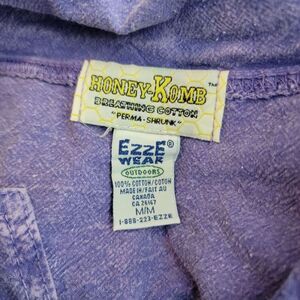 HONEY-KOMB™
BREATHING COTTON
"PERMA-SHRUNK"
EZZE®
WEAR
OUTDOORS
100% COTTON/COTON
MADE IN/FAIT AU
CANADA
CA 26167
M/M
1-888-223-EZZE